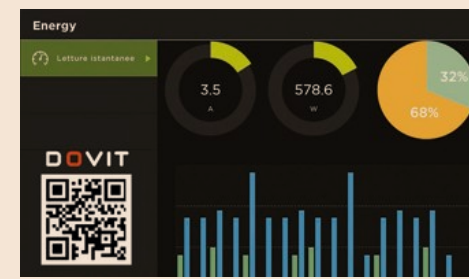 Energy
Letture istantanee
3.5
A
578.6
W
32%
68%
DOVIT